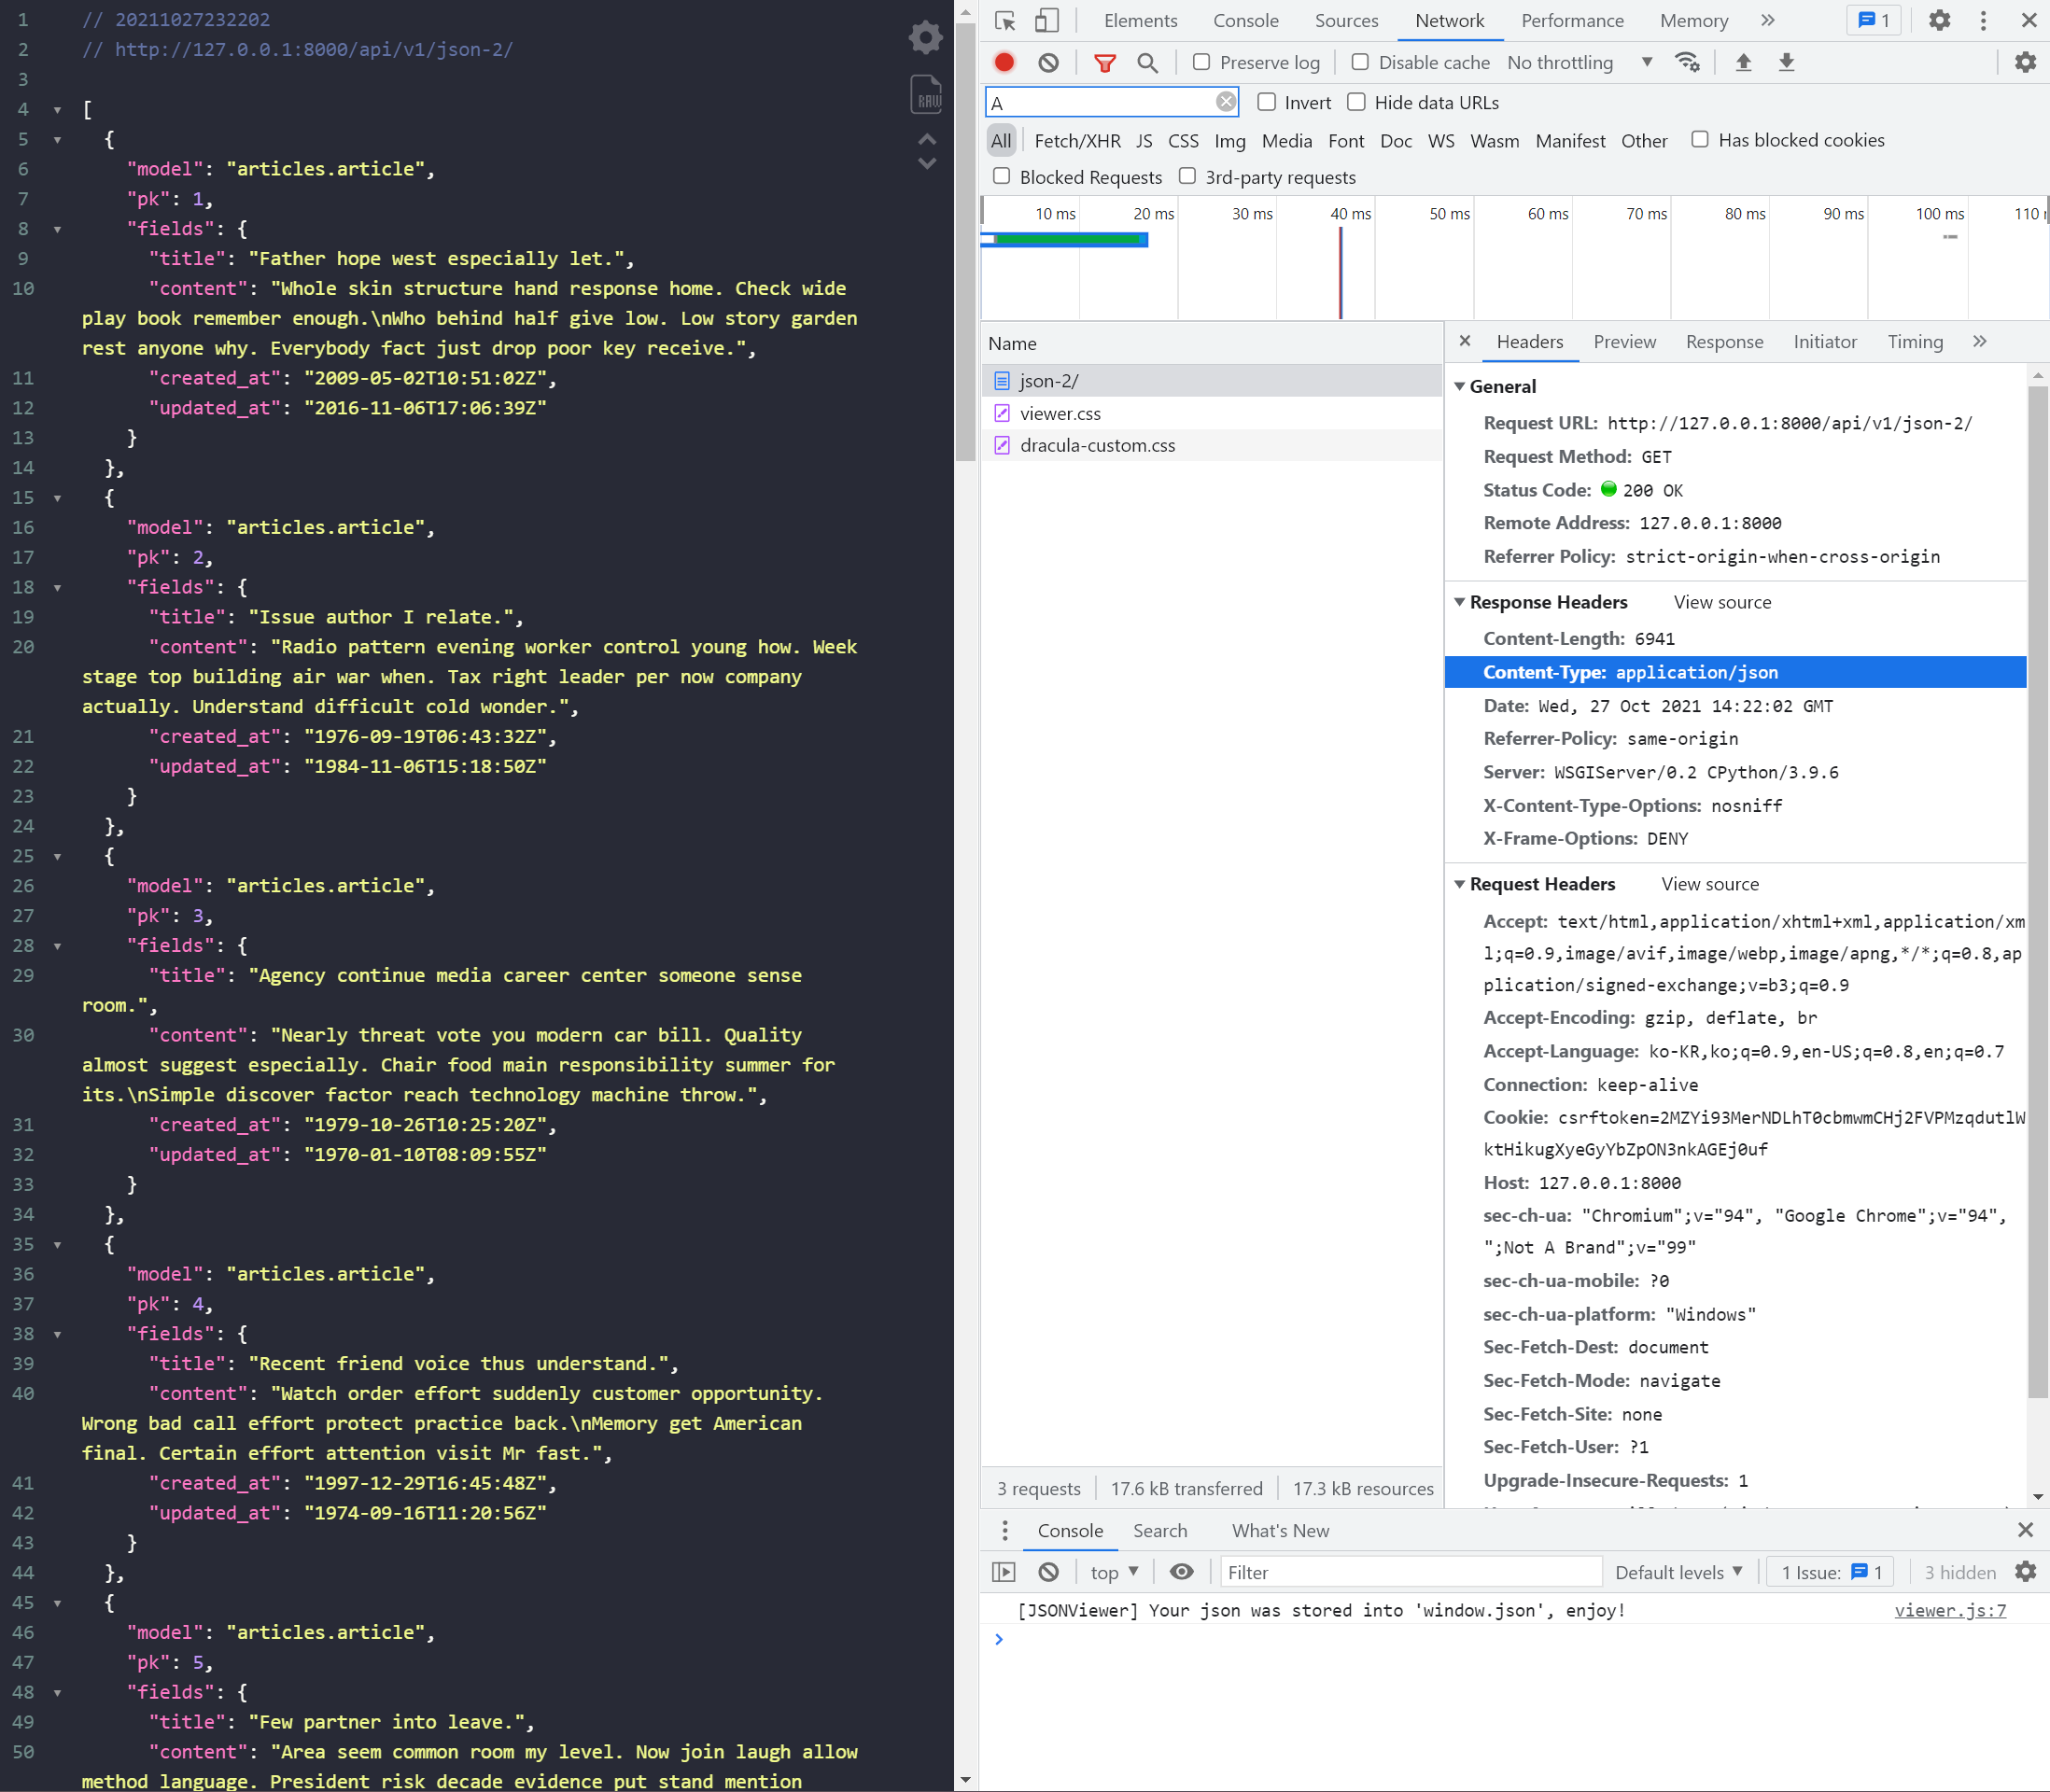 1 // 20211027232202
2 // http://127.0.0.1:8000/api/v1/json-2/
3
4 [
5 {
6 "model": "articles.article",
7 "pk": 1,
8 "fields": {
9 "title": "Father hope west especially let.",
10 "content": "Whole skin structure hand response home. Check wide
play book remember enough.\nWho behind half give low. Low story garden
rest anyone why. Everybody fact just drop poor key receive.",
11 "created_at": "2009-05-02T10:51:02Z",
12 "updated_at": "2016-11-06T17:06:39Z"
13 }
14 },
15 {
16 "model": "articles.article",
17 "pk": 2,
18 "fields": {
19 "title": "Issue author I relate.",
20 "content": "Radio pattern evening worker control young how. Week
stage top building air war when. Tax right leader per now company
actually. Understand difficult cold wonder.",
21 "created_at": "1976-09-19T06:43:32Z",
22 "updated_at": "1984-11-06T15:18:50Z"
23 }
24 },
25 {
26 "model": "articles.article",
27 "pk": 3,
28 "fields": {
29 "title": "Agency continue media career center someone sense
room.",
30 "content": "Nearly threat vote you modern car bill. Quality
almost suggest especially. Chair food main responsibility summer for
its.\nSimple discover factor reach technology machine throw.",
31 "created_at": "1979-10-26T10:25:20Z",
32 "updated_at": "1970-01-10T08:09:55Z"
33 }
34 },
35 {
36 "model": "articles.article",
37 "pk": 4,
38 "fields": {
39 "title": "Recent friend voice thus understand.",
40 "content": "Watch order effort suddenly customer opportunity.
Wrong bad call effort protect practice back.\nMemory get American
final. Certain effort attention visit Mr fast.",
41 "created_at": "1997-12-29T16:45:48Z",
42 "updated_at": "1974-09-16T11:20:56Z"
43 }
44 },
45 {
46 "model": "articles.article",
47 "pk": 5,
48 "fields": {
49 "title": "Few partner into leave.",
50 "content": "Area seem common room my level. Now join laugh allow
method language. President risk decade evidence put stand mention
RAW
Elements Console Sources Network Performance Memory » 1
Preserve log Disable cache No throttling
A Invert Hide data URLs
All Fetch/XHR JS CSS Img Media Font Doc WS Wasm Manifest Other Has blocked cookies
Blocked Requests 3rd-party requests
10 ms 20 ms 30 ms 40 ms 50 ms 60 ms 70 ms 80 ms 90 ms 100 ms 110
Name
json-2/
viewer.css
dracula-custom.css
3 requests 17.6 kB transferred 17.3 kB resources
Headers Preview Response Initiator Timing »
General
Request URL: http://127.0.0.1:8000/api/v1/json-2/
Request Method: GET
Status Code: 200 OK
Remote Address: 127.0.0.1:8000
Referrer Policy: strict-origin-when-cross-origin
Response Headers View source
Content-Length: 6941
Content-Type: application/json
Date: Wed, 27 Oct 2021 14:22:02 GMT
Referrer-Policy: same-origin
Server: WSGIServer/0.2 CPython/3.9.6
X-Content-Type-Options: nosniff
X-Frame-Options: DENY
Request Headers View source
Accept: text/html,application/xhtml+xml,application/xm
l;q=0.9,image/avif,image/webp,image/apng,*/*;q=0.8,ap
plication/signed-exchange;v=b3;q=0.9
Accept-Encoding: gzip, deflate, br
Accept-Language: ko-KR,ko;q=0.9,en-US;q=0.8,en;q=0.7
Connection: keep-alive
Cookie: csrftoken=2MZYi93MerNDLhT0cbmwmCHj2FVPMzqdutlW
ktHikugXyeGyYbZpON3nkAGEj0uf
Host: 127.0.0.1:8000
sec-ch-ua: "Chromium";v="94", "Google Chrome";v="94",
";Not A Brand";v="99"
sec-ch-ua-mobile: ?0
sec-ch-ua-platform: "Windows"
Sec-Fetch-Dest: document
Sec-Fetch-Mode: navigate
Sec-Fetch-Site: none
Sec-Fetch-User: ?1
Upgrade-Insecure-Requests: 1
Console Search What's New
top Filter Default levels 1 Issue: 1 3 hidden
[JSONViewer] Your json was stored into 'window.json', enjoy! viewer.js:7